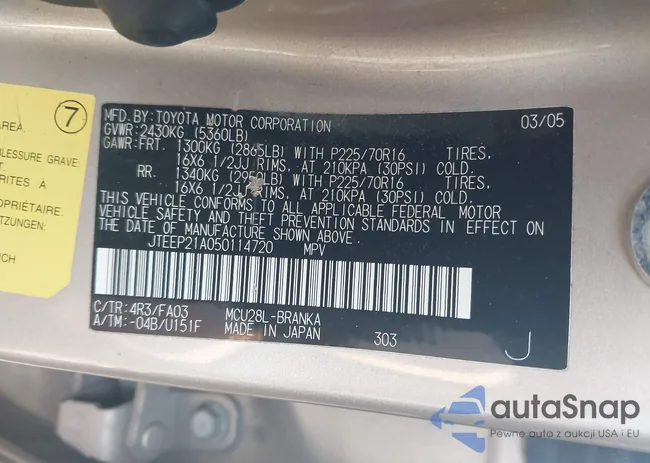 7
AREA.
LESSURE GRAVE:
RITES À
PROPRIÉTAIRE.
TZUNGEN:
CH
MFD.BY:TOYOTA MOTOR CORPORATION 03/05
GVWR:2430KG (5360LB)
GAWR:FRT. 1300KG (2865LB) WITH P225/70R16 TIRES.
16X6 1/2JJ RIMS. AT 210KPA (30PSI) COLD.
RR. 1340KG (2950LB) WITH P225/70R16 TIRES.
16X6 1/2JJ RIMS. AT 210KPA (30PSI) COLD.
THIS VEHICLE CONFORMS TO ALL APPLICABLE FEDERAL MOTOR
VEHICLE SAFETY AND THEFT PREVENTION STANDARDS IN EFFECT ON
THE DATE OF MANUFACTURE SHOWN ABOVE.
JTEEP21A050114720 MPV
C/TR:4R3/FA03 MCU28L-BRANKA
A/TM:-04B/U151F MADE IN JAPAN 303 J
autoSnap
Pewne auta z aukcji USA i EU